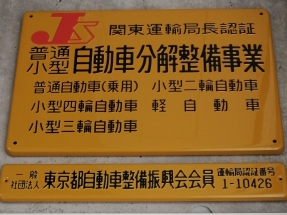 JS 関東運輸局長認証
普通 小型 自動車分解整備事業
普通自動車(乗用) 小型二輪自動車
小型四輪自動車 軽自動車
小型三輪自動車
一般 社団法人 東京都自動車整備振興会会員 運輸局認証番号 1-10426